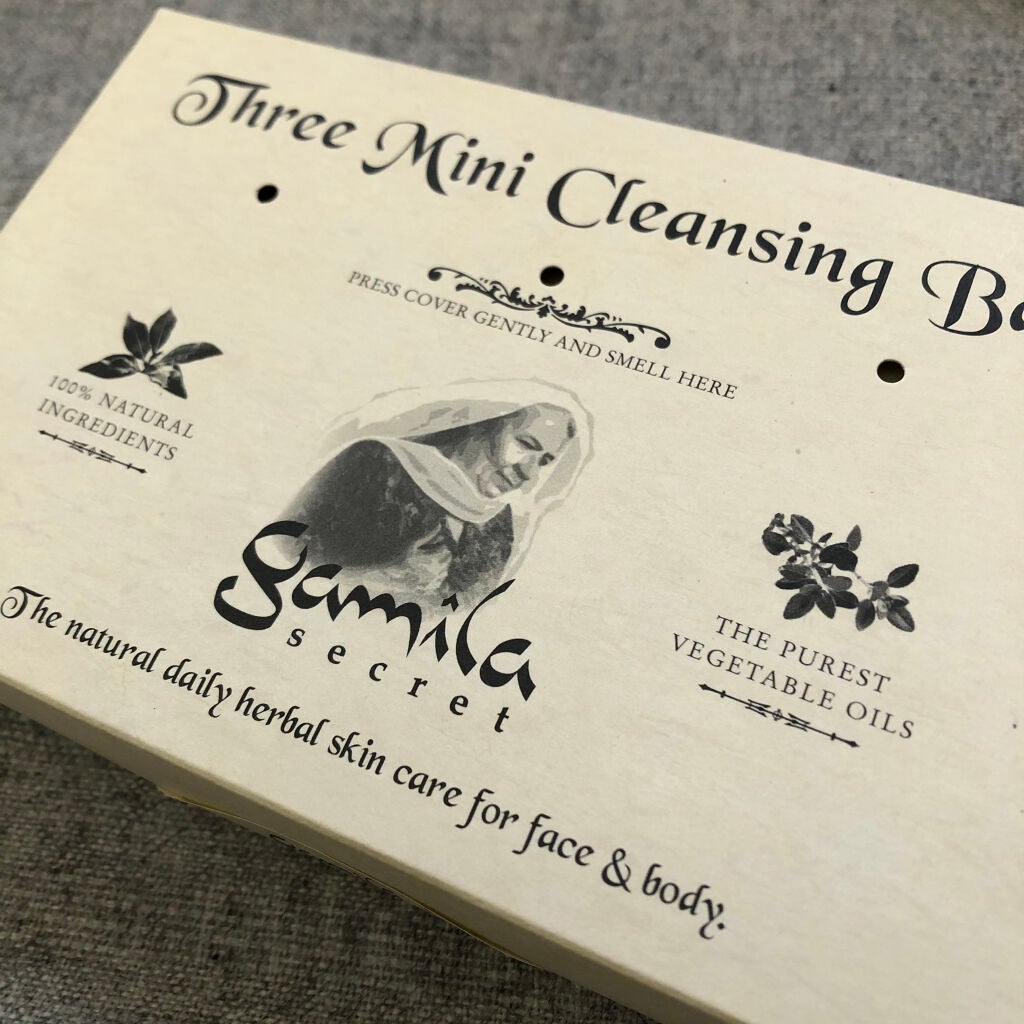 Three Mini Cleansing
PRESS COVER GENTLY AND SMELL HERE
100% NATURAL
INGREDIENTS
gamila
secret
THE PUREST
VEGETABLE OILS
The natural daily herbal skin care for face & body.